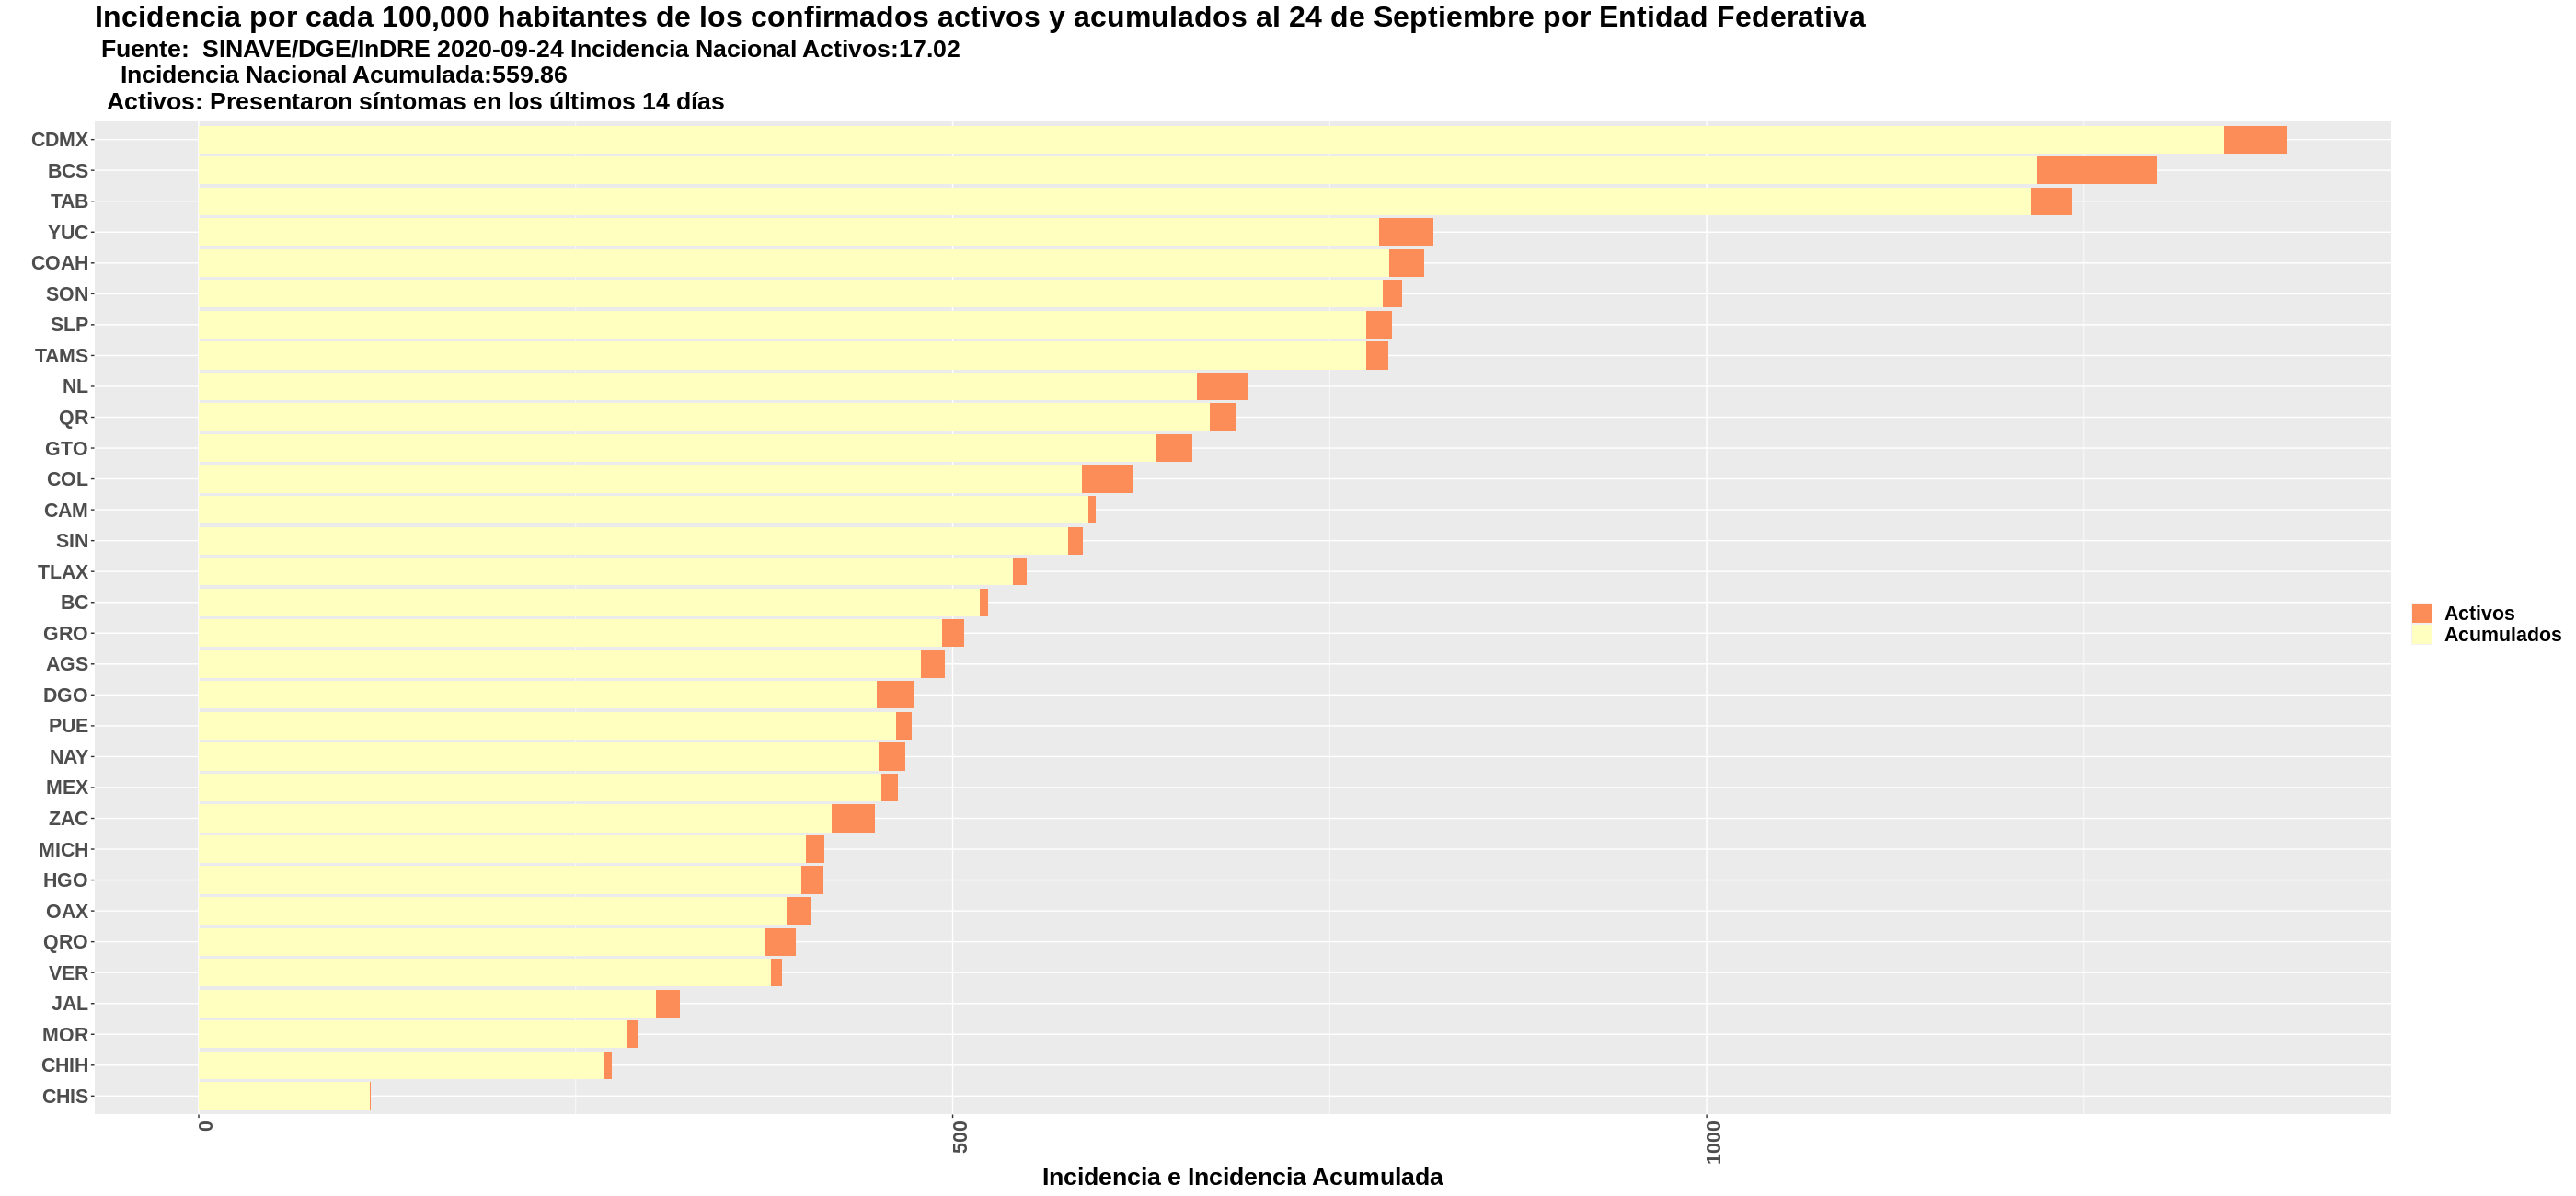 Incidencia por cada 100,000 habitantes de los confirmados activos y acumulados al 24 de Septiembre por Entidad Federativa
Fuente:  SINAVE/DGE/InDRE 2020-09-24 Incidencia Nacional Activos:17.02
Incidencia Nacional Acumulada:559.86
Activos: Presentaron síntomas en los últimos 14 días
CDMX
BCS
TAB
YUC
COAH
SON
SLP
TAMS
NL
QR
GTO
COL
CAM
SIN
TLAX
BC
GRO
AGS
DGO
PUE
NAY
MEX
ZAC
MICH
HGO
OAX
QRO
VER
JAL
MOR
CHIH
CHIS
0
500
1000
Incidencia e Incidencia Acumulada
Activos
Acumulados